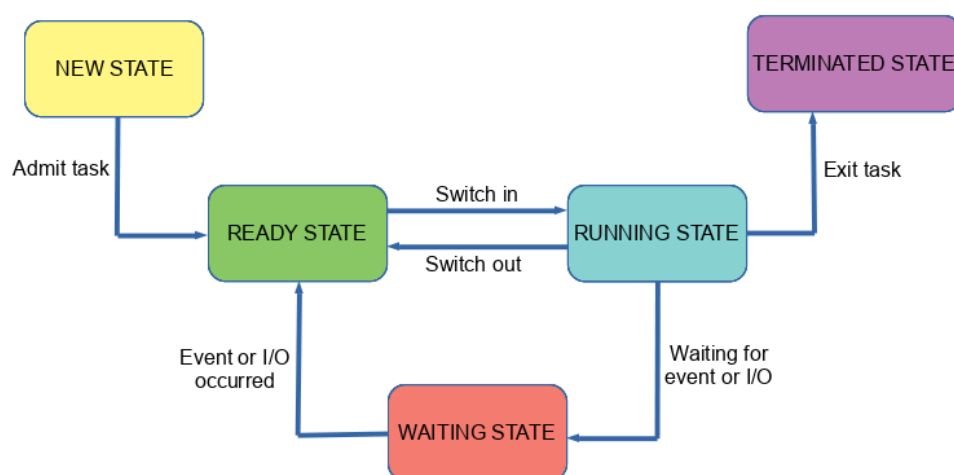 NEW STATE
TERMINATED STATE
Admit task
Exit task
Switch in
READY STATE
RUNNING STATE
Switch out
Event or I/O
occurred
Waiting for
event or I/O
WAITING STATE